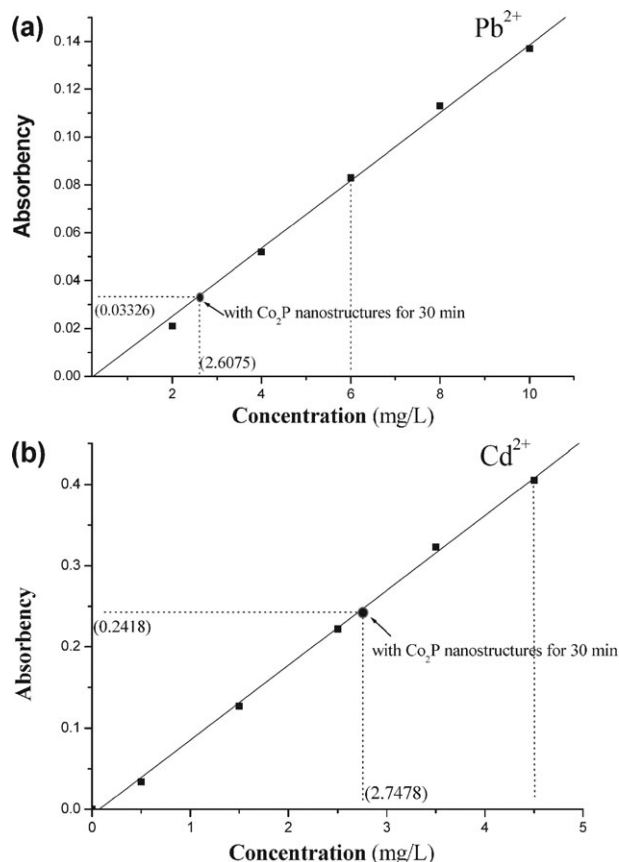 (a)
Pb2+
0.14
0.12
0.10
0.08
0.06
0.04
0.02
0.00
Absorbency
(0.03326)
with Co2P nanostructures for 30 min
(2.6075)
2 4 6 8 10
Concentration (mg/L)
(b)
Cd2+
0.4
0.3
0.2
0.1
0.0
Absorbency
(0.2418)
with Co2P nanostructures for 30 min
(2.7478)
0 1 2 3 4 5
Concentration (mg/L)